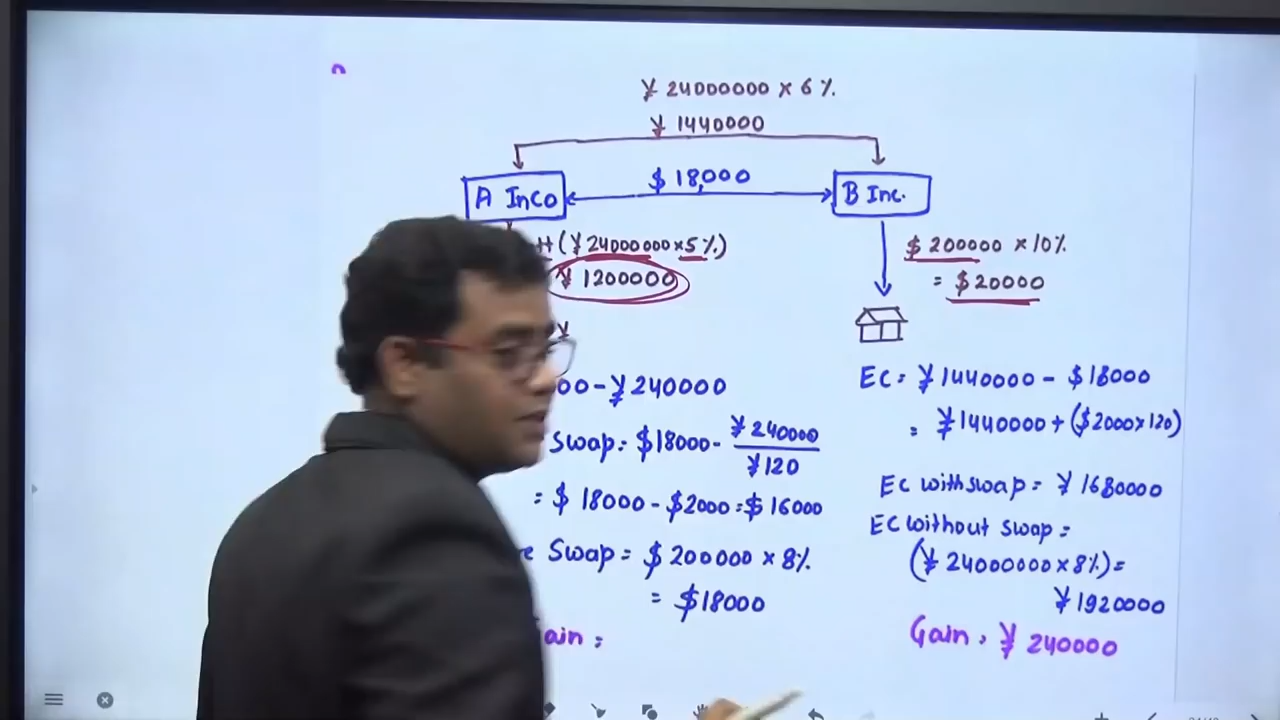 ¥ 24000000 × 6%
¥ 1440000
A Inco
$ 18,000
B Inc.
(¥24000000×5%)
¥ 1200000
$ 200000 ×10%
= $20000
¥
00-¥240000
Swap= $18000- ¥240000
¥120
= $ 18000-$2000=$16000
e Swap= $200000 × 8%
= $18000
ain =
EC= ¥1440000 - $18000
= ¥1440000+($2000×120)
EC with swap= ¥ 1680000
EC without swap=
(¥ 24000000×8%)=
¥1920000
Gain= ¥ 240000